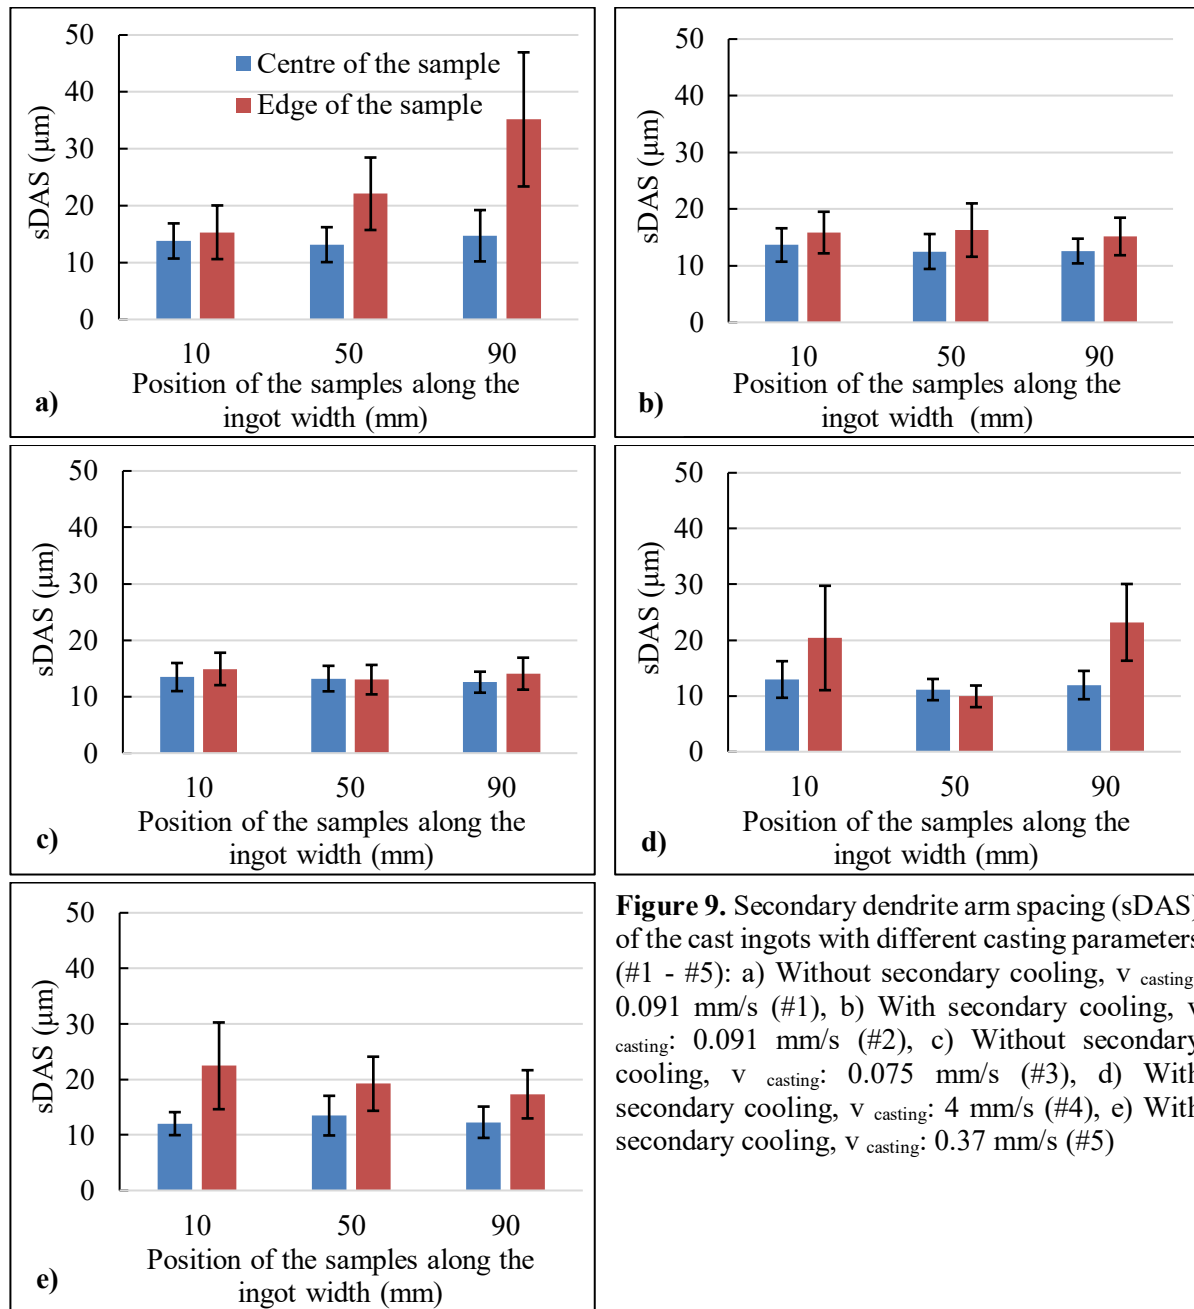 50
40
30
20
10
0
sDAS (μm)
Centre of the sample
Edge of the sample
10 50 90
Position of the samples along the
ingot width (mm)
a)
50
40
30
20
10
0
sDAS (μm)
10 50 90
Position of the samples along the
ingot width (mm)
b)
50
40
30
20
10
0
sDAS (μm)
10 50 90
Position of the samples along the
ingot width (mm)
c)
50
40
30
20
10
0
sDAS (μm)
10 50 90
Position of the samples along the
ingot width (mm)
d)
50
40
30
20
10
0
sDAS (μm)
10 50 90
Position of the samples along the
ingot width (mm)
e)
Figure 9. Secondary dendrite arm spacing (sDAS)
of the cast ingots with different casting parameters
(#1 - #5): a) Without secondary cooling, v casting:
0.091 mm/s (#1), b) With secondary cooling, v
casting: 0.091 mm/s (#2), c) Without secondary
cooling, v casting: 0.075 mm/s (#3), d) With
secondary cooling, v casting: 4 mm/s (#4), e) With
secondary cooling, v casting: 0.37 mm/s (#5)